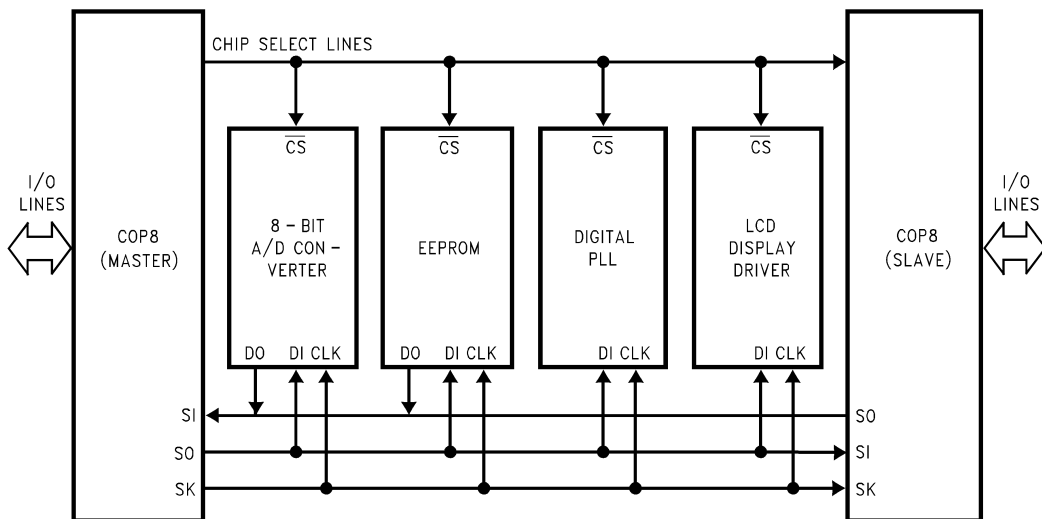 CHIP SELECT LINES
CS
CS
CS
CS
I/O
LINES
COP8
(MASTER)
8 - BIT
A/D CON -
VERTER
EEPROM
DIGITAL
PLL
LCD
DISPLAY
DRIVER
COP8
(SLAVE)
I/O
LINES
DO DI CLK
DO DI CLK
DI CLK
DI CLK
SI
SO
SO
SI
SK
SK